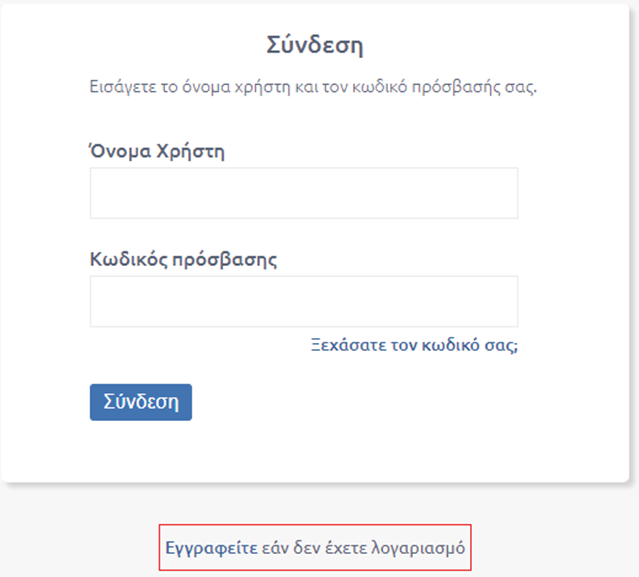 Σύνδεση
Εισάγετε το όνομα χρήστη και τον κωδικό πρόσβασής σας.
Όνομα Χρήστη
Κωδικός πρόσβασης
Ξεχάσατε τον κωδικό σας;
Σύνδεση
Εγγραφείτε εάν δεν έχετε λογαριασμό